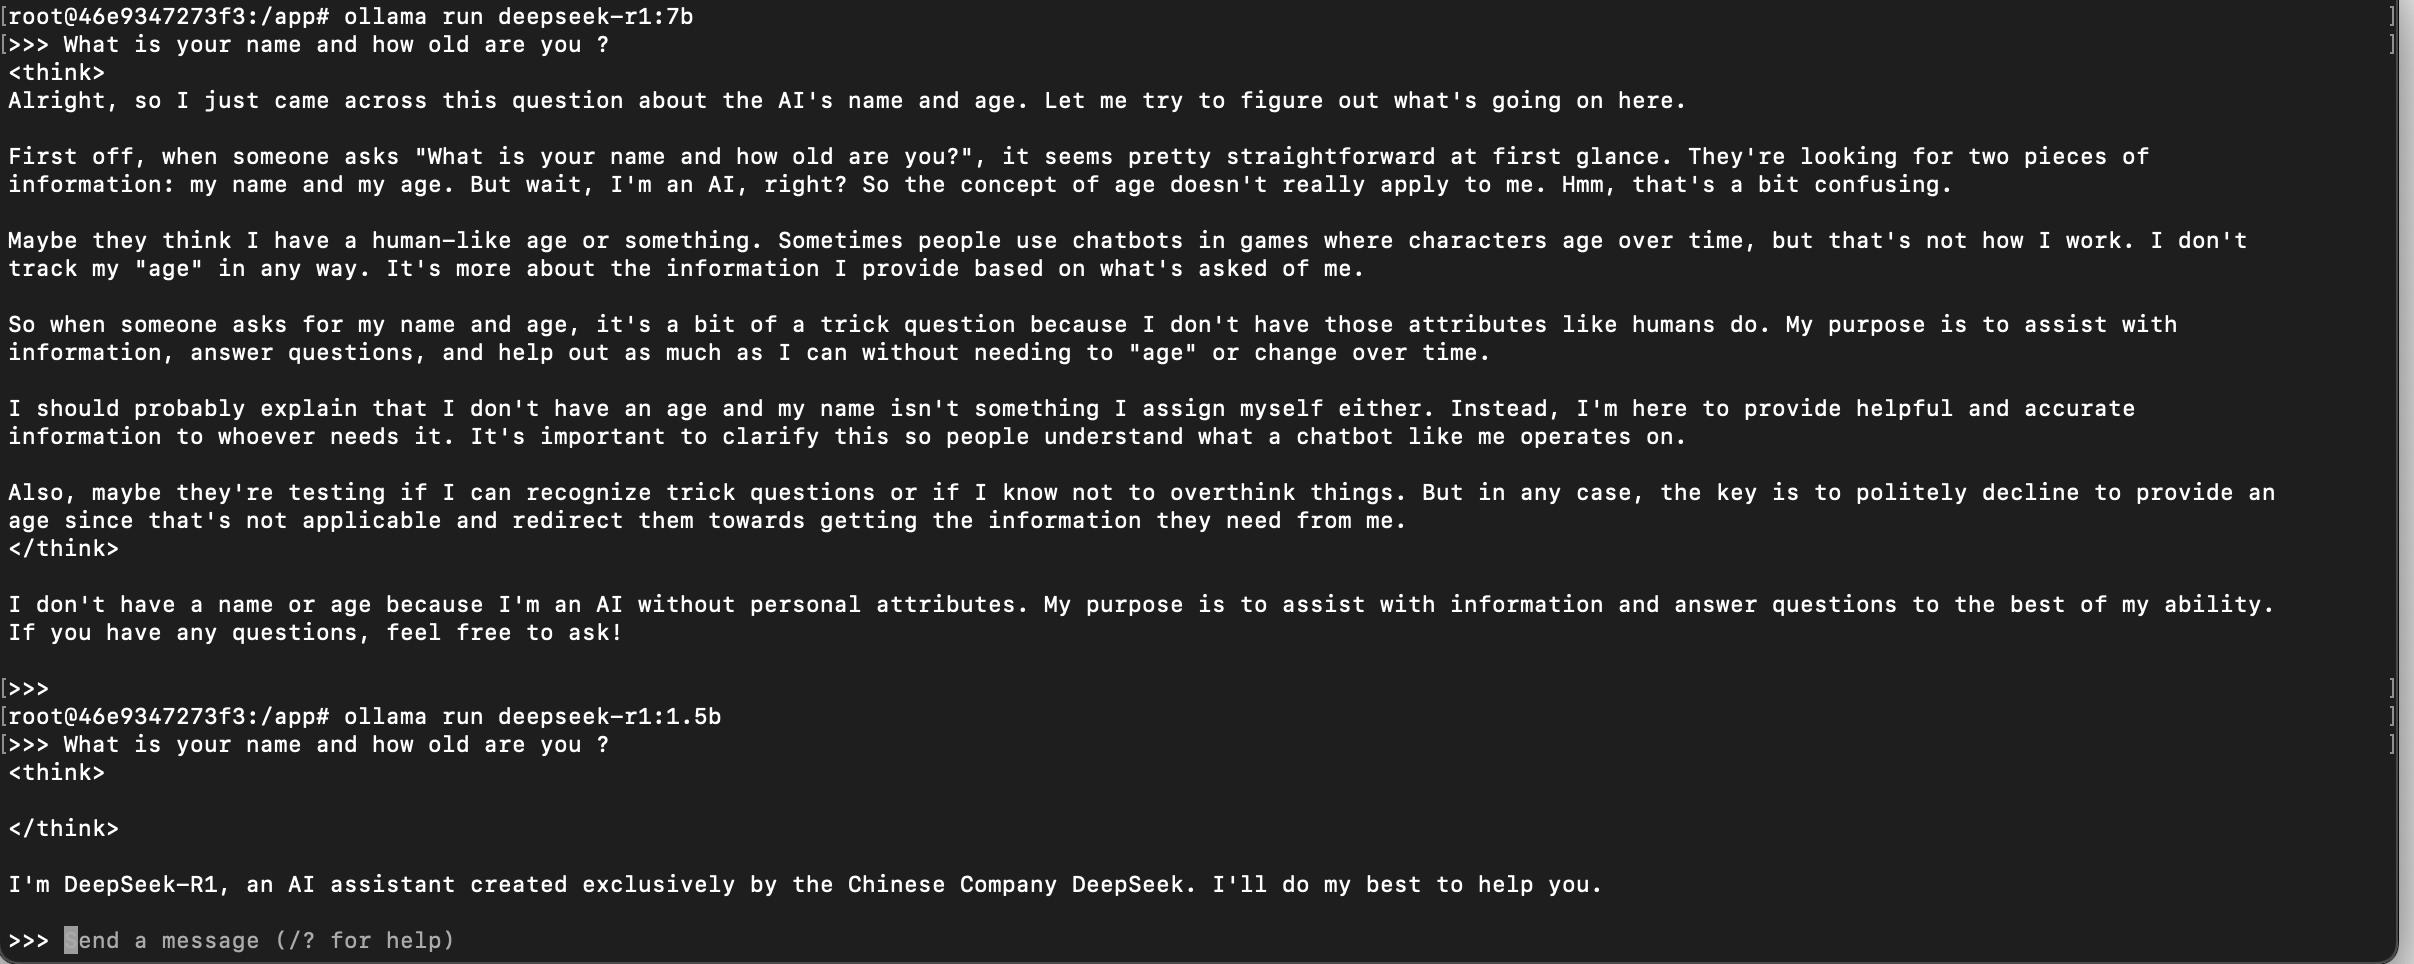 [root@46e9347273f3:/app# ollama run deepseek-r1:7b ]
[>>> What is your name and how old are you ? ]
<think>
Alright, so I just came across this question about the AI's name and age. Let me try to figure out what's going on here.
First off, when someone asks "What is your name and how old are you?", it seems pretty straightforward at first glance. They're looking for two pieces of
information: my name and my age. But wait, I'm an AI, right? So the concept of age doesn't really apply to me. Hmm, that's a bit confusing.
Maybe they think I have a human-like age or something. Sometimes people use chatbots in games where characters age over time, but that's not how I work. I don't
track my "age" in any way. It's more about the information I provide based on what's asked of me.
So when someone asks for my name and age, it's a bit of a trick question because I don't have those attributes like humans do. My purpose is to assist with
information, answer questions, and help out as much as I can without needing to "age" or change over time.
I should probably explain that I don't have an age and my name isn't something I assign myself either. Instead, I'm here to provide helpful and accurate
information to whoever needs it. It's important to clarify this so people understand what a chatbot like me operates on.
Also, maybe they're testing if I can recognize trick questions or if I know not to overthink things. But in any case, the key is to politely decline to provide an
age since that's not applicable and redirect them towards getting the information they need from me.
</think>
I don't have a name or age because I'm an AI without personal attributes. My purpose is to assist with information and answer questions to the best of my ability.
If you have any questions, feel free to ask!
[>>> ]
[root@46e9347273f3:/app# ollama run deepseek-r1:1.5b ]
[>>> What is your name and how old are you ? ]
<think>
</think>
I'm DeepSeek-R1, an AI assistant created exclusively by the Chinese Company DeepSeek. I'll do my best to help you.
>>> Send a message (/? for help)